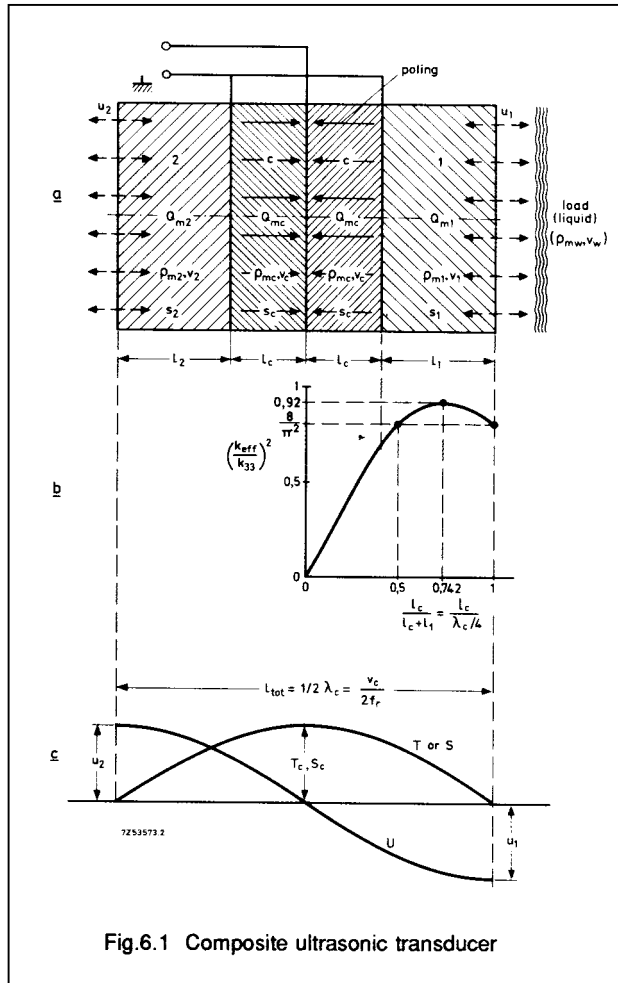 poling
u₂ u₁
2 c c 1
a
Qm2 Qmc Qmc Qm1
load
(liquid)
(ρmw, vw)
ρm2, v2 ρmc, vc ρmc, vc ρm1, v1
s2 sc sc s1
l2 lc lc l1
1
0,92
8
π²
(keff
k33)²
b
0,5
0
0 0,5 0,742 1
lc = lc
lc + l1 λc/4
ltot = 1/2 λc = vc
2fr
c
u2
Tc, Sc
T or S
7Z53573.2
U
u1
Fig.6.1 Composite ultrasonic transducer